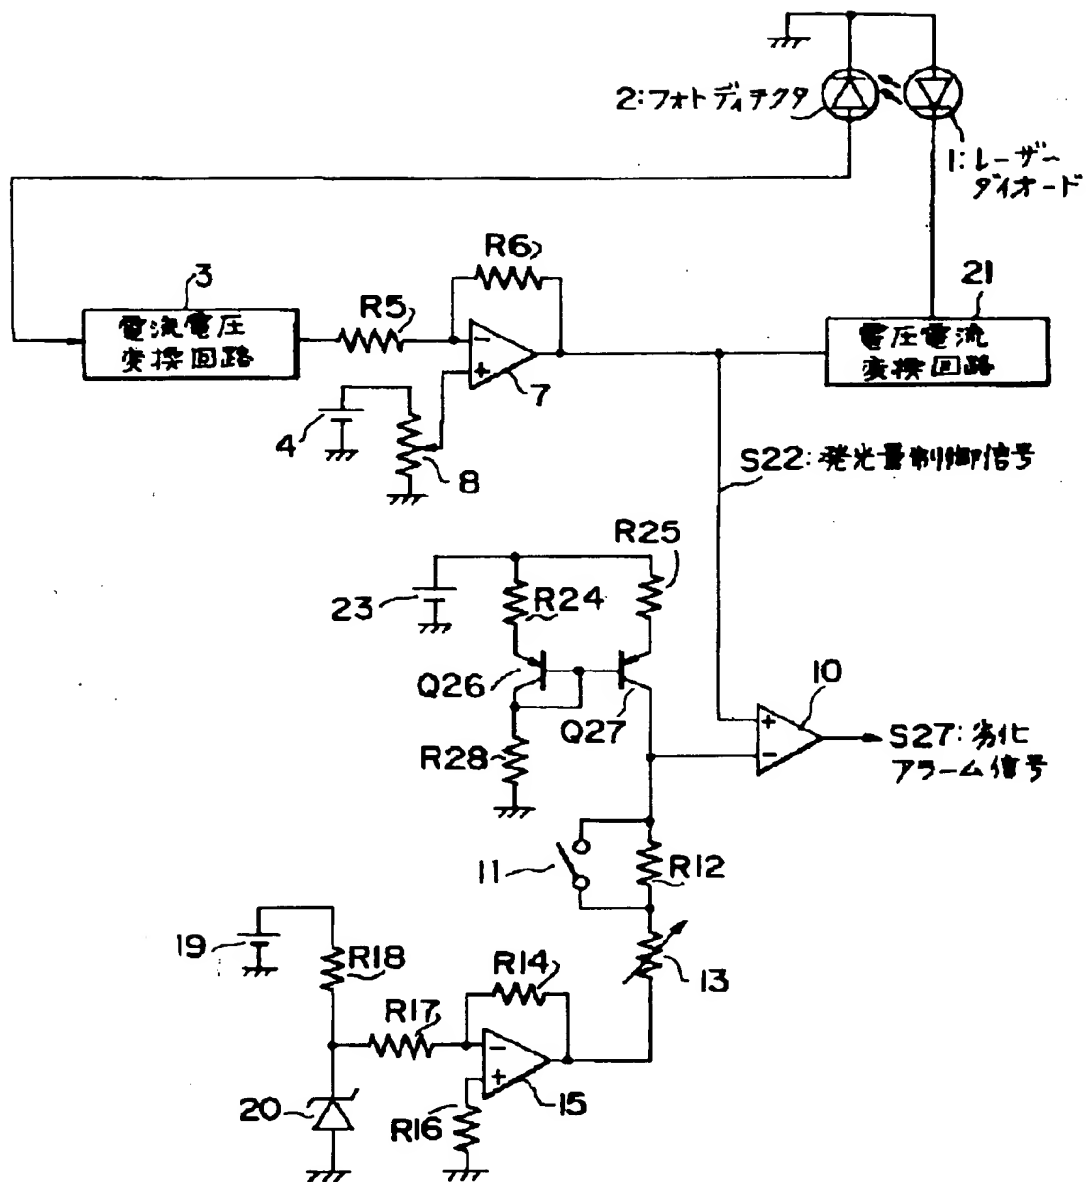 2:フォトディテクタ
1:レーザー
ダイオード
3
電流電圧
変換回路
R5
R6
-
+
7
4
8
21
電圧電流
変換回路
S22:発光量制御信号
R25
23
R24
Q26
Q27
R28
10
+
-
S27:劣化
アラーム信号
11
R12
13
19
R18
R14
R17
-
+
15
20
R16